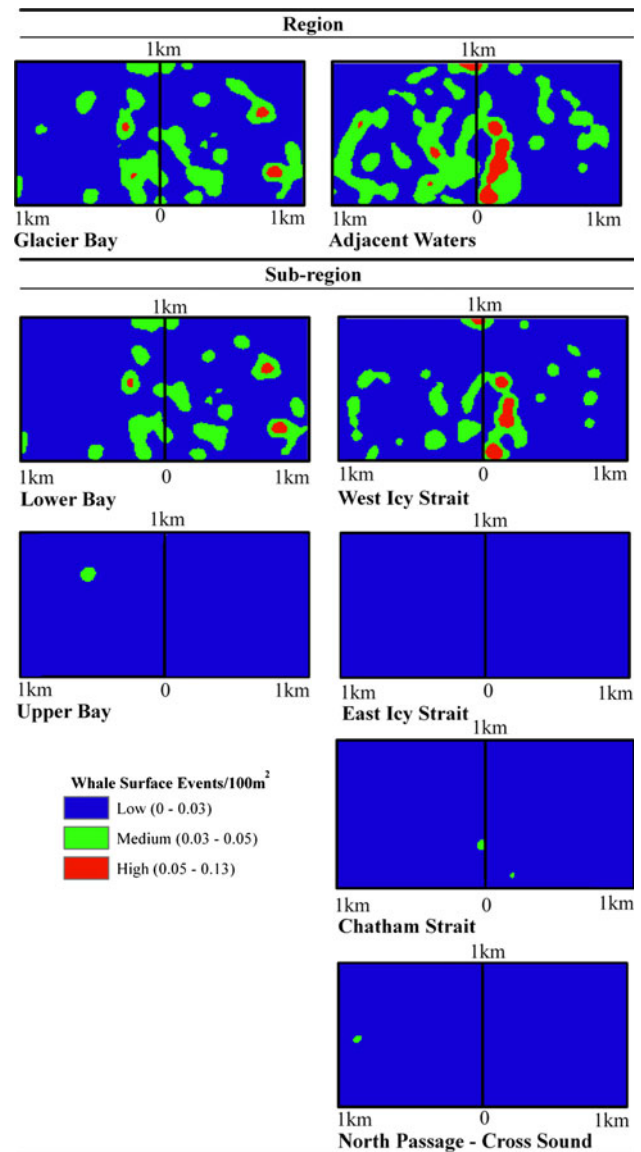 Region
1km 1km
1km 0 1km 1km 0 1km
Glacier Bay Adjacent Waters
Sub-region
1km 1km
1km 0 1km 1km 0 1km
Lower Bay West Icy Strait
1km 1km
1km 0 1km 1km 0 1km
Upper Bay East Icy Strait
1km
Whale Surface Events/100m²
Low (0 - 0.03)
Medium (0.03 - 0.05)
High (0.05 - 0.13)
1km 0 1km
Chatham Strait
1km
1km 0 1km
North Passage - Cross Sound